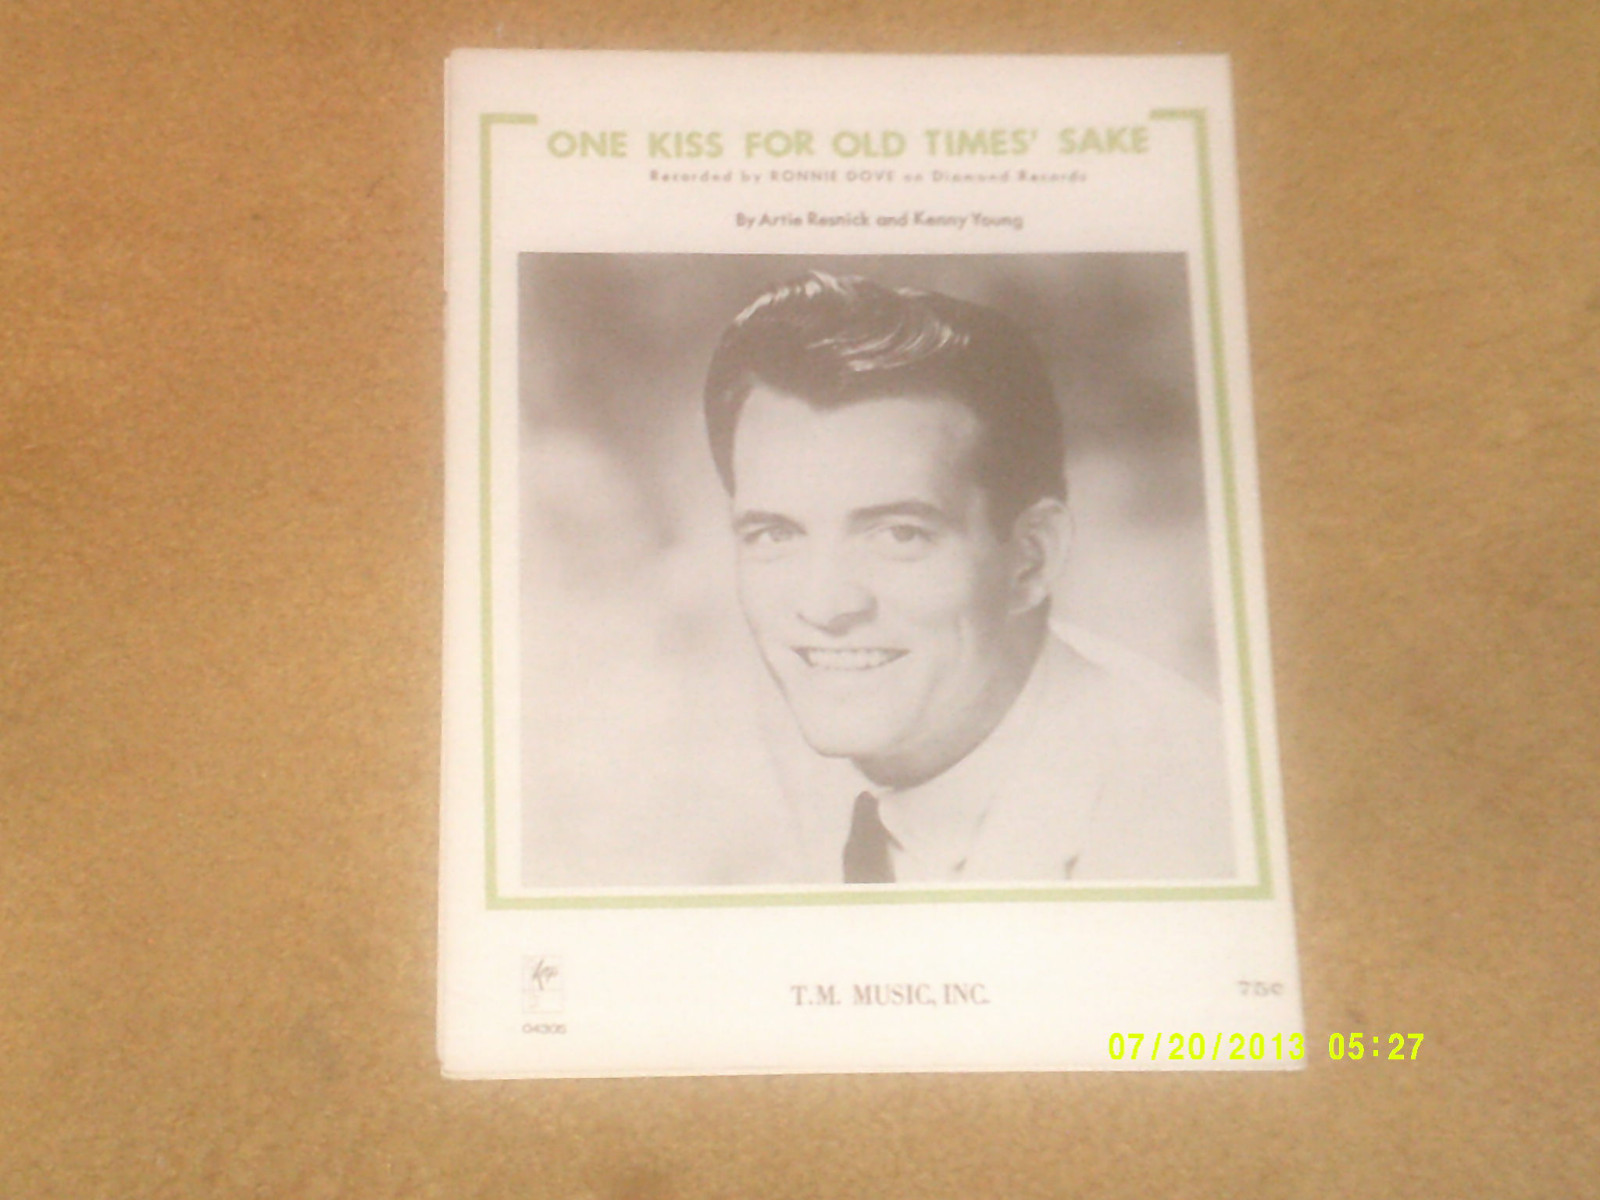 ONE KISS FOR OLD TIMES' SAKE
Recorded by RONNIE DOVE on Diamond Records
By Artie Resnick and Kenny Young
T.M. MUSIC, INC.
75¢
04305
07/20/2013 05:27